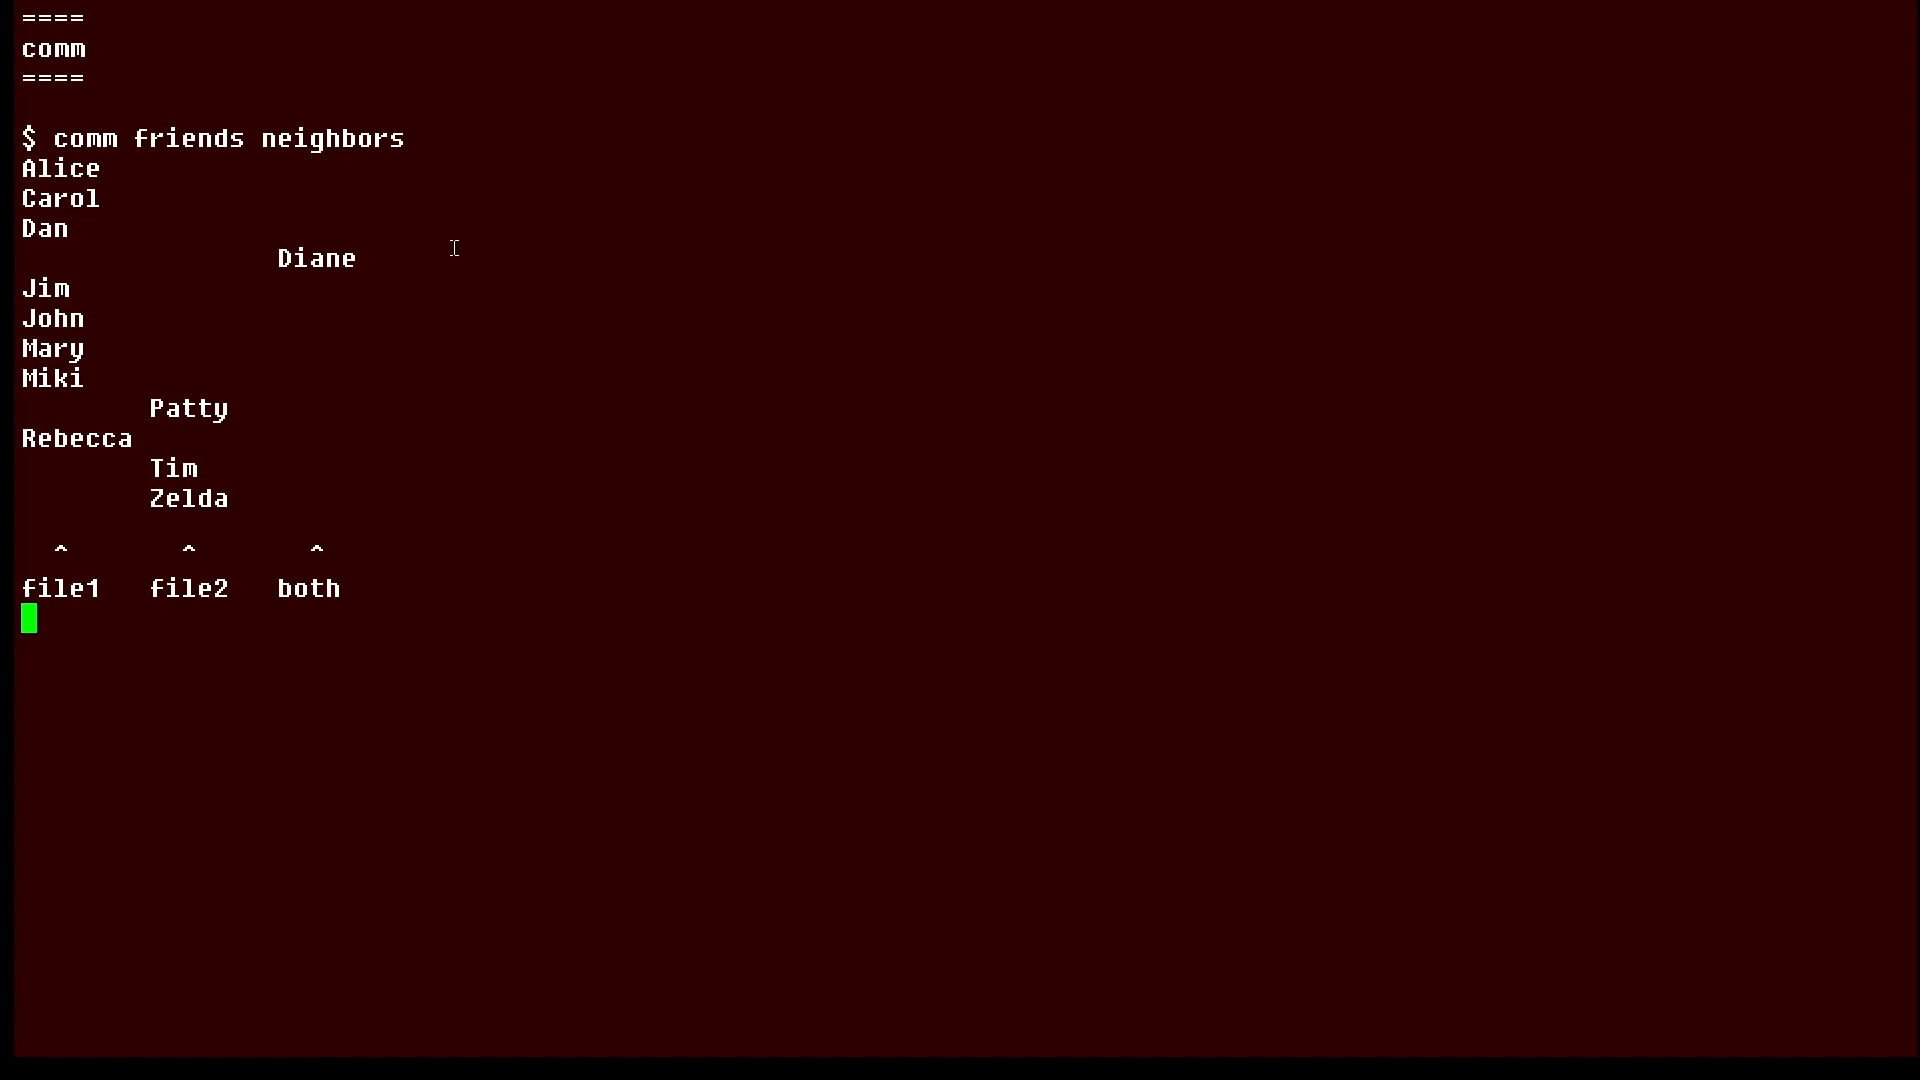 ====
comm
====
$ comm friends neighbors
Alice
Carol
Dan
                Diane
Jim
John
Mary
Miki
        Patty
Rebecca
        Tim
        Zelda
  ^       ^       ^
file1   file2   both